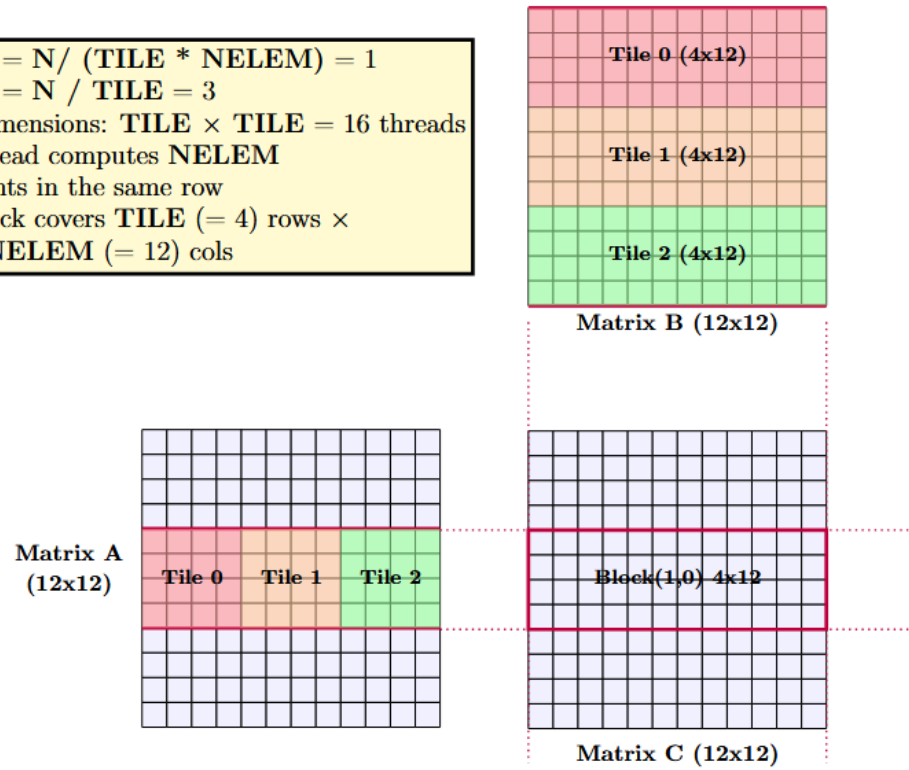 = N/ (TILE * NELEM) = 1
= N / TILE = 3
mensions: TILE × TILE = 16 threads
ead computes NELEM
nts in the same row
ck covers TILE (= 4) rows ×
NELEM (= 12) cols
Tile 0 (4x12)
Tile 1 (4x12)
Tile 2 (4x12)
Matrix B (12x12)
Matrix A
(12x12)
Tile 0 Tile 1 Tile 2
Block(1,0) 4x12
Matrix C (12x12)